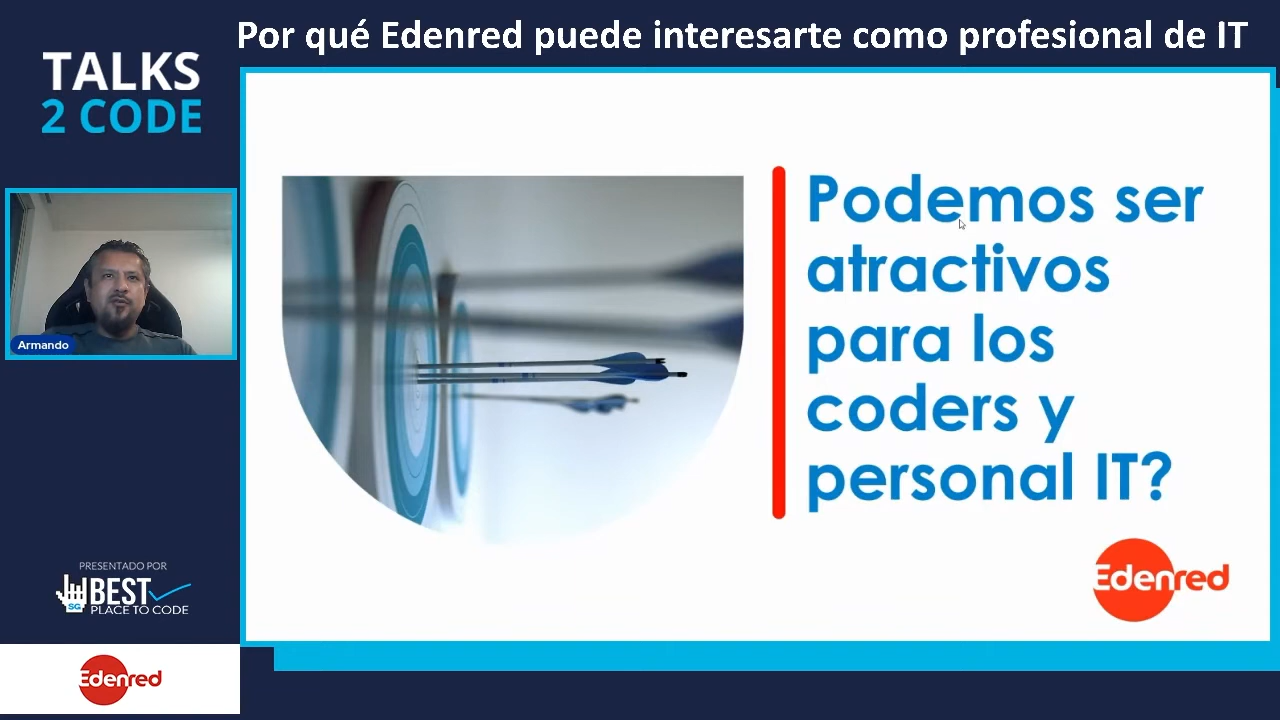 Por qué Edenred puede interesarte como profesional de IT
TALKS
2 CODE
Armando
PRESENTADO POR
SG
BEST
PLACE TO CODE
Edenred
Podemos ser
atractivos
para los
coders y
personal IT?
Edenred